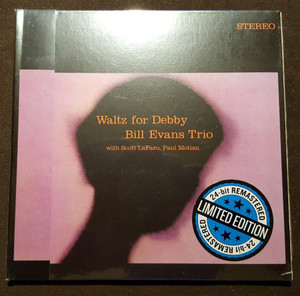 STEREO
Waltz for Debby
Bill Evans Trio
with Scott LaFaro, Paul Motian
24-bit REMASTERED
LIMITED EDITION
24-bit REMASTERED